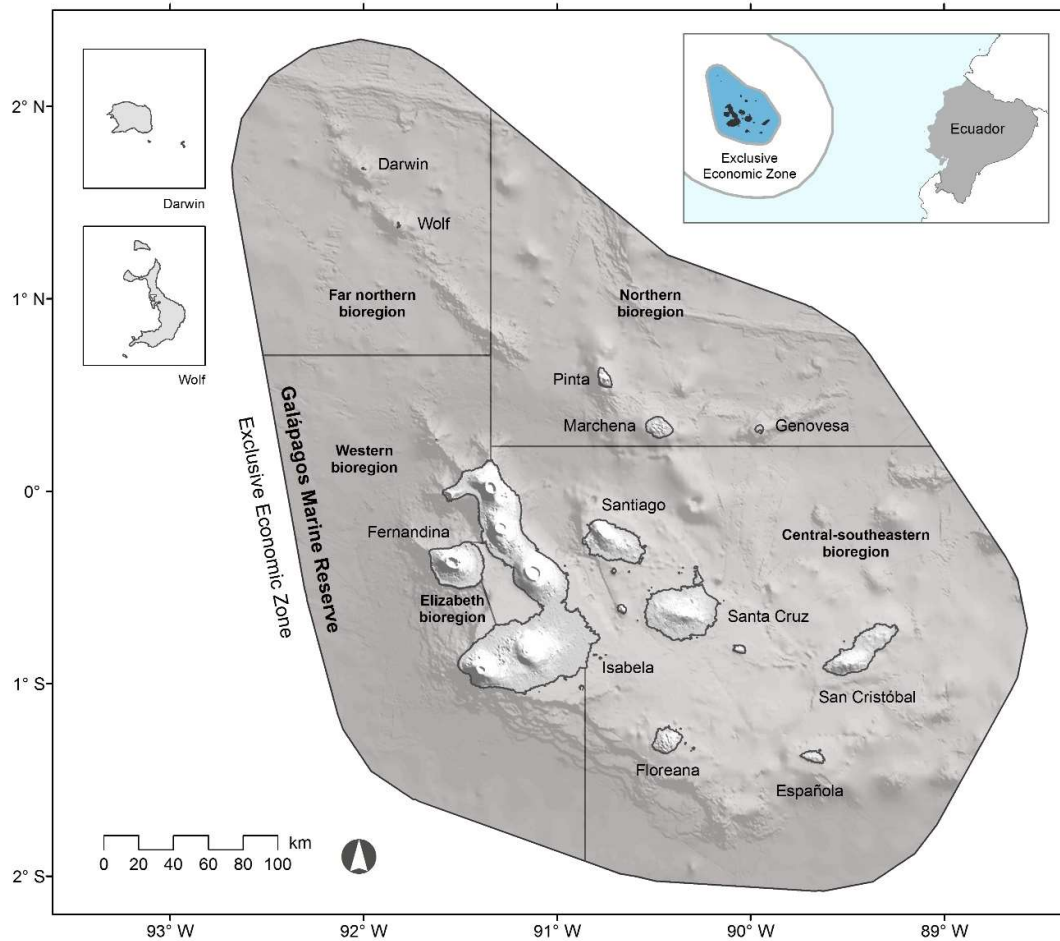 2° N
1° N
0°
1° S
2° S
93° W
92° W
91° W
90° W
89° W
Darwin
Wolf
Exclusive
Economic Zone
Ecuador
Darwin
Wolf
Far northern
bioregion
Northern
bioregion
Pinta
Marchena
Genovesa
Galápagos Marine Reserve
Exclusive Economic Zone
Western
bioregion
Fernandina
Santiago
Central-southeastern
bioregion
Elizabeth
bioregion
Santa Cruz
Isabela
San Cristóbal
Floreana
Española
km
0 20 40 60 80 100